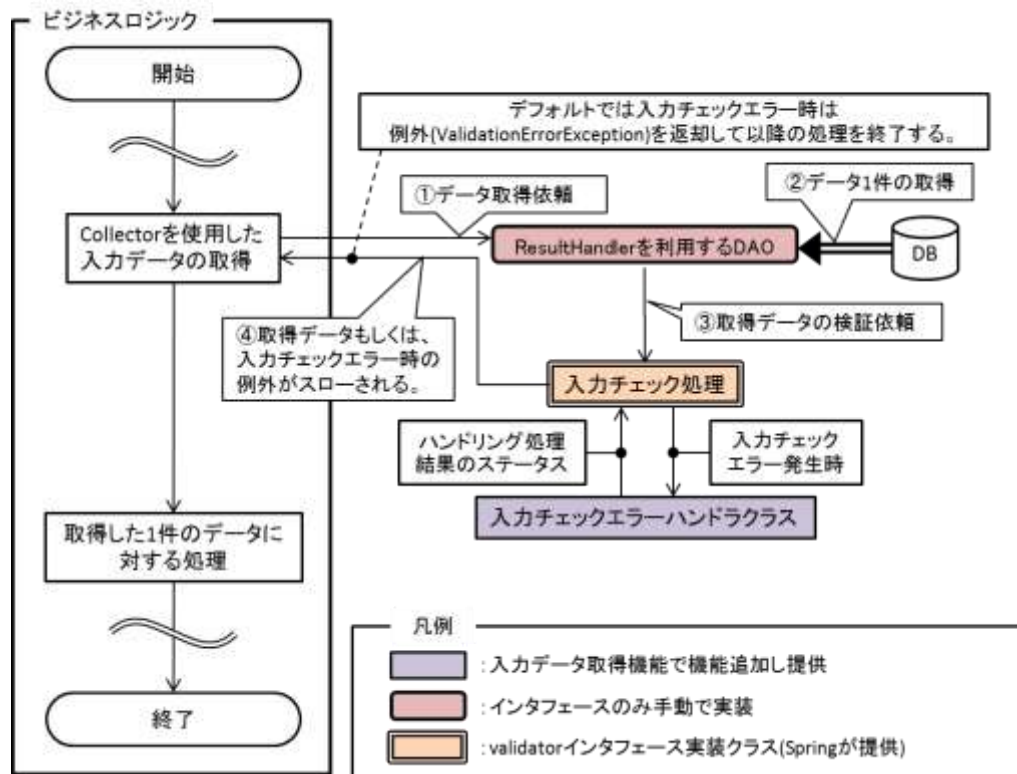 ビジネスロジック
開始
デフォルトでは入力チェックエラー時は
例外(ValidationErrorException)を返却して以降の処理を終了する。
①データ取得依頼
②データ1件の取得
Collectorを使用した
入力データの取得
ResultHandlerを利用するDAO
DB
④取得データもしくは、
入力チェックエラー時の
例外がスローされる。
③取得データの検証依頼
入力チェック処理
ハンドリング処理
結果のステータス
入力チェック
エラー発生時
入力チェックエラーハンドラクラス
取得した1件のデータに
対する処理
終了
凡例
:入力データ取得機能で機能追加し提供
:インタフェースのみ手動で実装
:validatorインタフェース実装クラス(Springが提供)